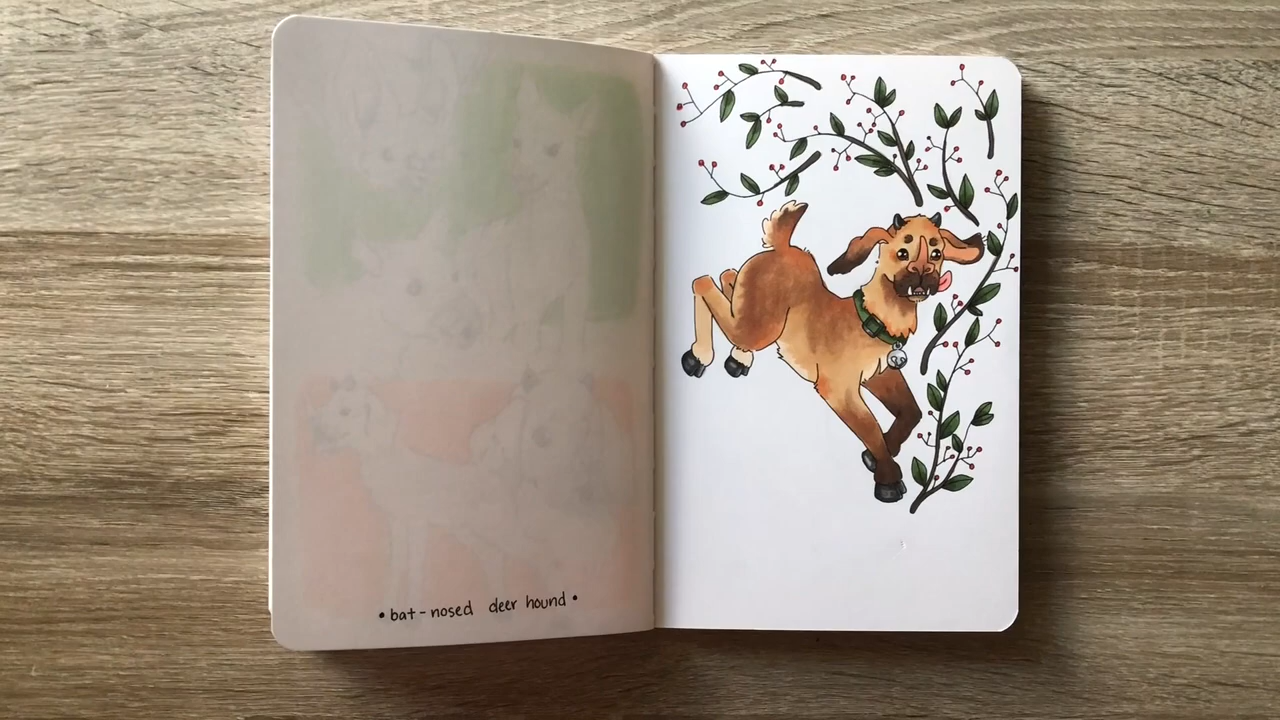 • bat-nosed deer hound •